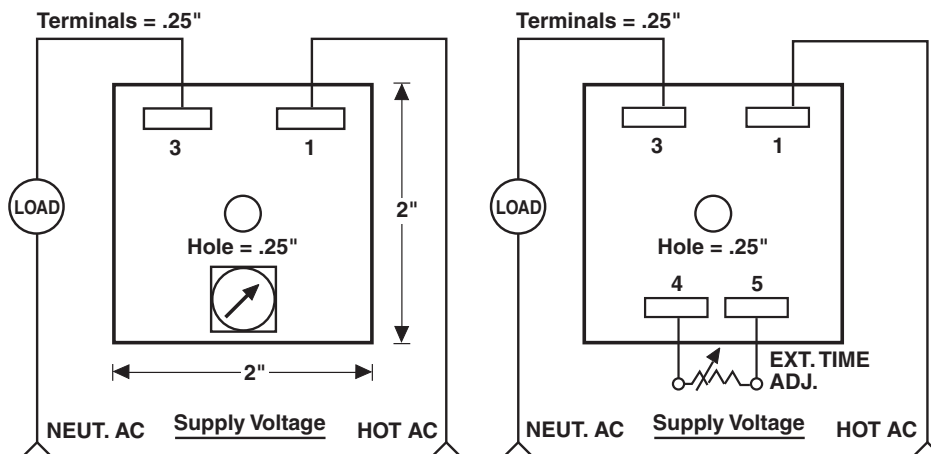 Terminals = .25"
3
1
LOAD
2"
Hole = .25"
2"
NEUT. AC
Supply Voltage
HOT AC
Terminals = .25"
3
1
LOAD
Hole = .25"
4
5
EXT. TIME
ADJ.
NEUT. AC
Supply Voltage
HOT AC